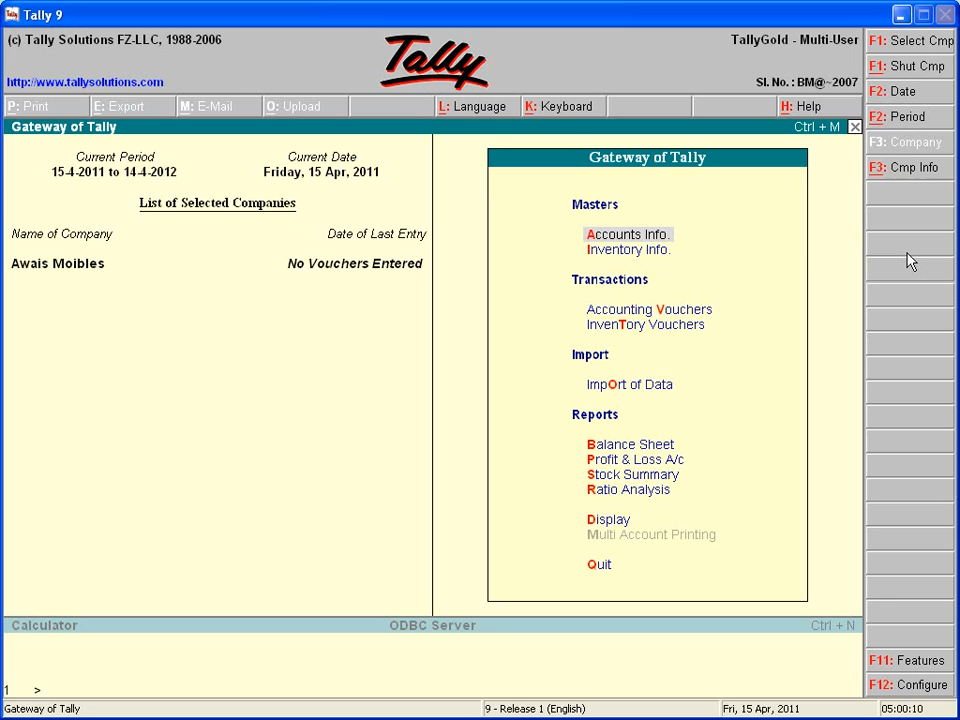 Tally 9
(c) Tally Solutions FZ-LLC, 1988-2006
Tally
TallyGold - Multi-User
http://www.tallysolutions.com
Sl. No. : BM@~2007
P: Print
E: Export
M: E-Mail
O: Upload
L: Language
K: Keyboard
H: Help
Gateway of Tally
Ctrl + M
Current Period
Current Date
15-4-2011 to 14-4-2012
Friday, 15 Apr, 2011
List of Selected Companies
Name of Company
Date of Last Entry
Awais Moibles
No Vouchers Entered
Gateway of Tally
Masters
Accounts Info.
Inventory Info.
Transactions
Accounting Vouchers
InvenTory Vouchers
Import
ImpOrt of Data
Reports
Balance Sheet
Profit & Loss A/c
Stock Summary
Ratio Analysis
Display
Multi Account Printing
Quit
F1: Select Cmp
F1: Shut Cmp
F2: Date
F2: Period
F3: Company
F3: Cmp Info
F11: Features
F12: Configure
Calculator
ODBC Server
Ctrl + N
1 >
Gateway of Tally
9 - Release 1 (English)
Fri, 15 Apr, 2011
05:00:10